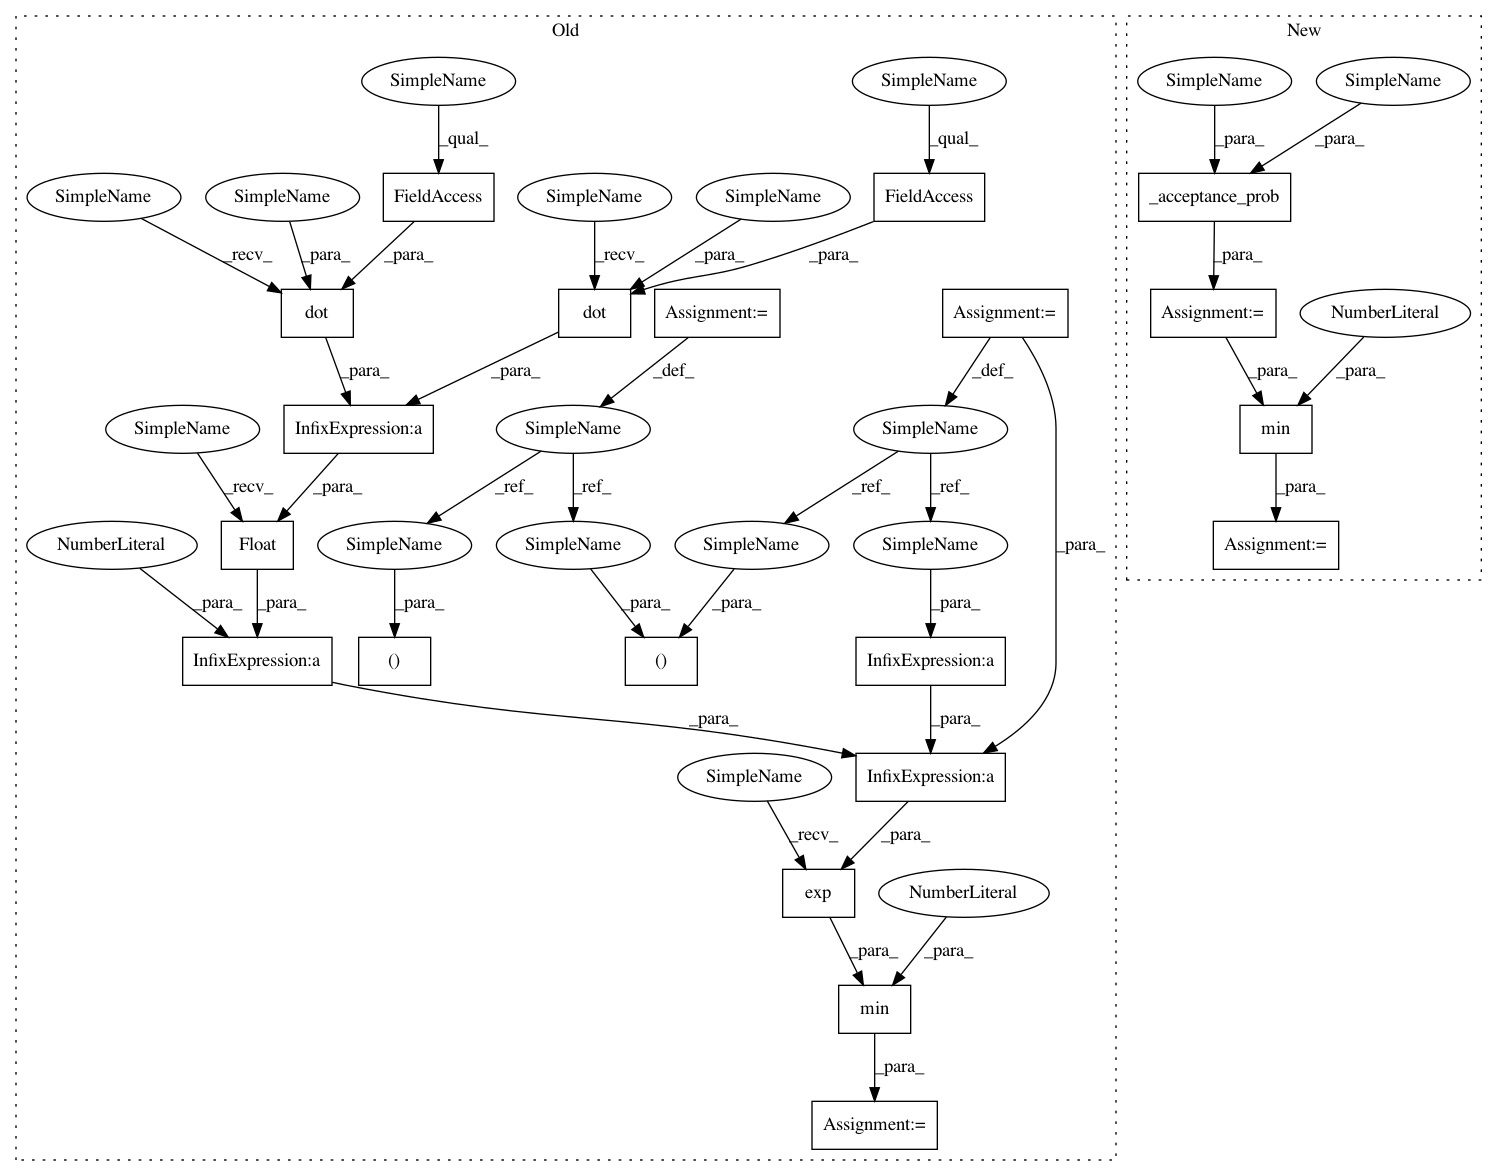 Old
New
SimpleName
SimpleName
SimpleName
SimpleName
_qual_
_qual_
_para_
_para_
SimpleName
SimpleName
FieldAccess
SimpleName
SimpleName
FieldAccess
_acceptance_prob
_recv_
_para_
_para_
_recv_
_para_
_para_
_para_
dot
dot
Assignment:=
Assignment:=
Assignment:=
NumberLiteral
_para_
_para_
_def_
_def_
_para_
_para_
SimpleName
InfixExpression:a
SimpleName
SimpleName
min
_recv_
_para_
_ref_
_ref_
_ref_
_ref_
_para_
NumberLiteral
Float
SimpleName
SimpleName
SimpleName
SimpleName
_para_
Assignment:=
_para_
_para_
_para_
_para_
_para_
_para_
InfixExpression:a
()
()
InfixExpression:a
_para_
_para_
SimpleName
InfixExpression:a
_recv_
_para_
exp
NumberLiteral
_para_
_para_
min
_para_
Assignment:=